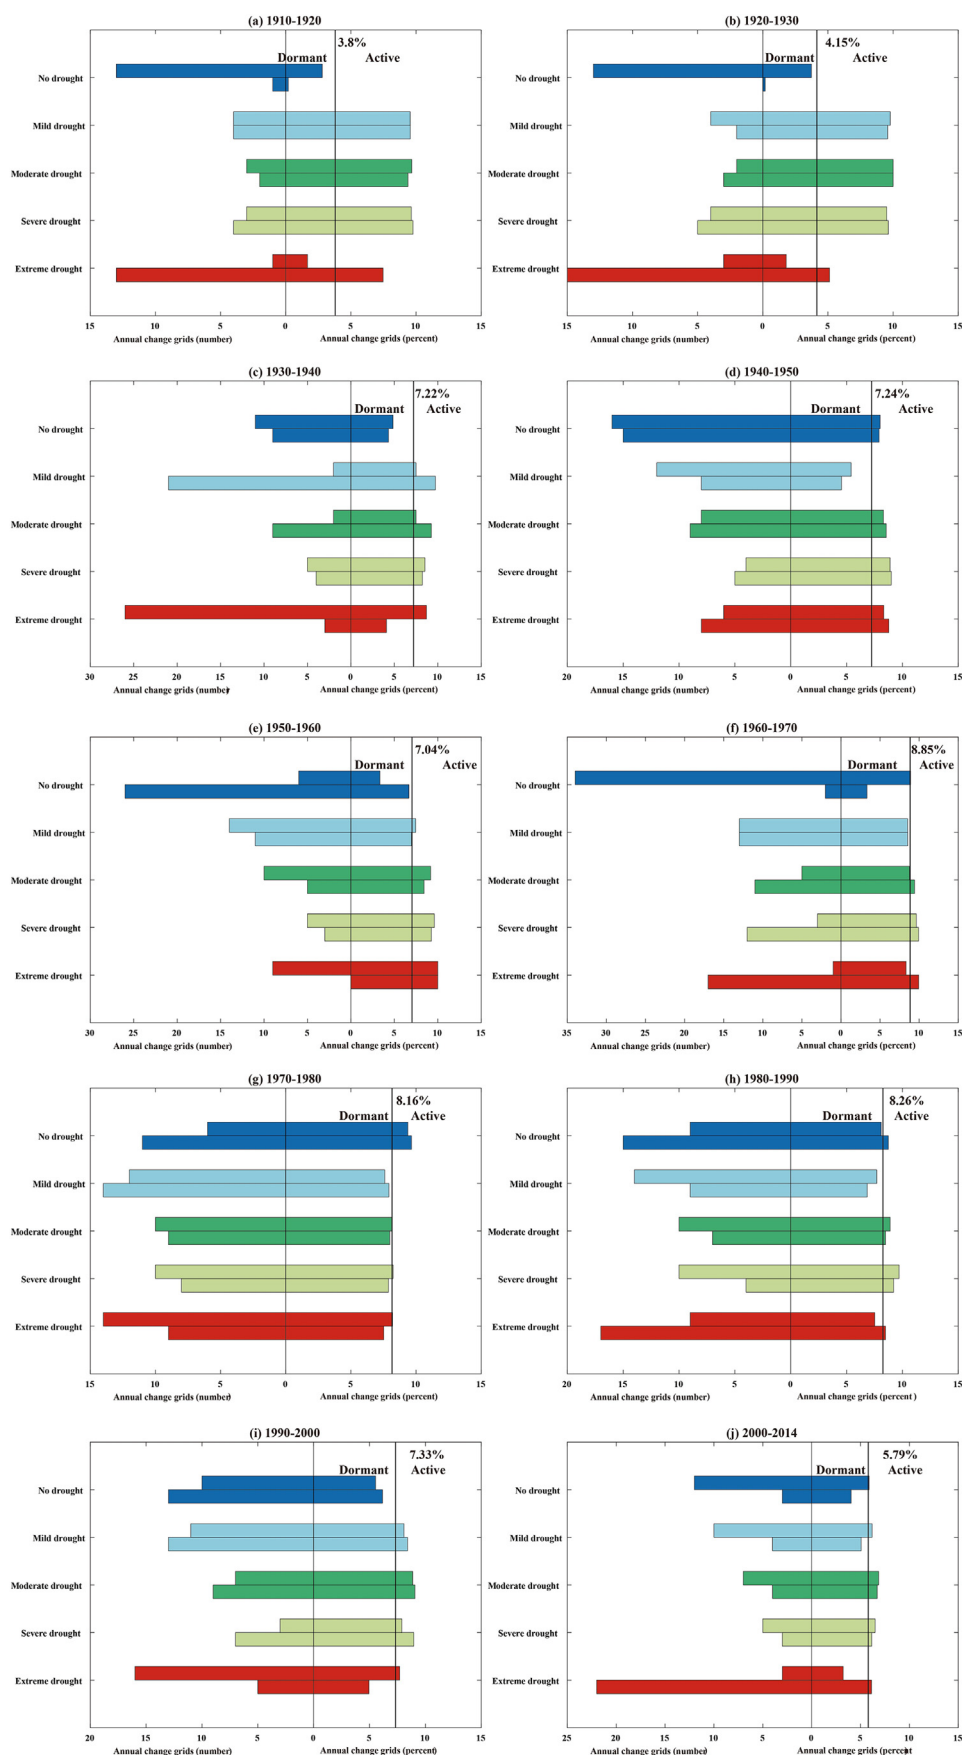 (a) 1910-1920
3.8%
Dormant Active
No drought
Mild drought
Moderate drought
Severe drought
Extreme drought
15 10 5 0 5 10 15
Annual change grids (number) Annual change grids (percent)
(b) 1920-1930
4.15%
Dormant Active
No drought
Mild drought
Moderate drought
Severe drought
Extreme drought
15 10 5 0 5 10 15
Annual change grids (number) Annual change grids (percent)
(c) 1930-1940
7.22%
Dormant Active
No drought
Mild drought
Moderate drought
Severe drought
Extreme drought
30 25 20 15 10 5 0 5 10 15
Annual change grids (number) Annual change grids (percent)
(d) 1940-1950
7.24%
Dormant Active
No drought
Mild drought
Moderate drought
Severe drought
Extreme drought
20 15 10 5 0 5 10 15
Annual change grids (number) Annual change grids (percent)
(e) 1950-1960
7.04%
Dormant Active
No drought
Mild drought
Moderate drought
Severe drought
Extreme drought
30 25 20 15 10 5 0 5 10 15
Annual change grids (number) Annual change grids (percent)
(f) 1960-1970
8.85%
Dormant Active
No drought
Mild drought
Moderate drought
Severe drought
Extreme drought
35 30 25 20 15 10 5 0 5 10 15
Annual change grids (number) Annual change grids (percent)
(g) 1970-1980
8.16%
Dormant Active
No drought
Mild drought
Moderate drought
Severe drought
Extreme drought
15 10 5 0 5 10 15
Annual change grids (number) Annual change grids (percent)
(h) 1980-1990
8.26%
Dormant Active
No drought
Mild drought
Moderate drought
Severe drought
Extreme drought
20 15 10 5 0 5 10 15
Annual change grids (number) Annual change grids (percent)
(i) 1990-2000
7.33%
Dormant Active
No drought
Mild drought
Moderate drought
Severe drought
Extreme drought
20 15 10 5 0 5 10 15
Annual change grids (number) Annual change grids (percent)
(j) 2000-2014
5.79%
Dormant Active
No drought
Mild drought
Moderate drought
Severe drought
Extreme drought
25 20 15 10 5 0 5 10 15
Annual change grids (number) Annual change grids (percent